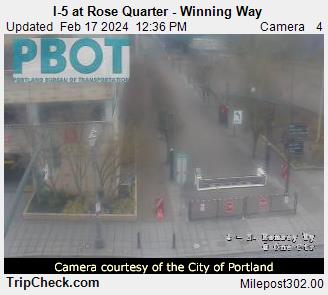 I-5 at Rose Quarter - Winning Way
Updated Feb 17 2024 12:36 PM Camera 4
PBOT
PORTLAND BUREAU OF TRANSPORTATION
Camera courtesy of the City of Portland
TripCheck.com Milepost302.00